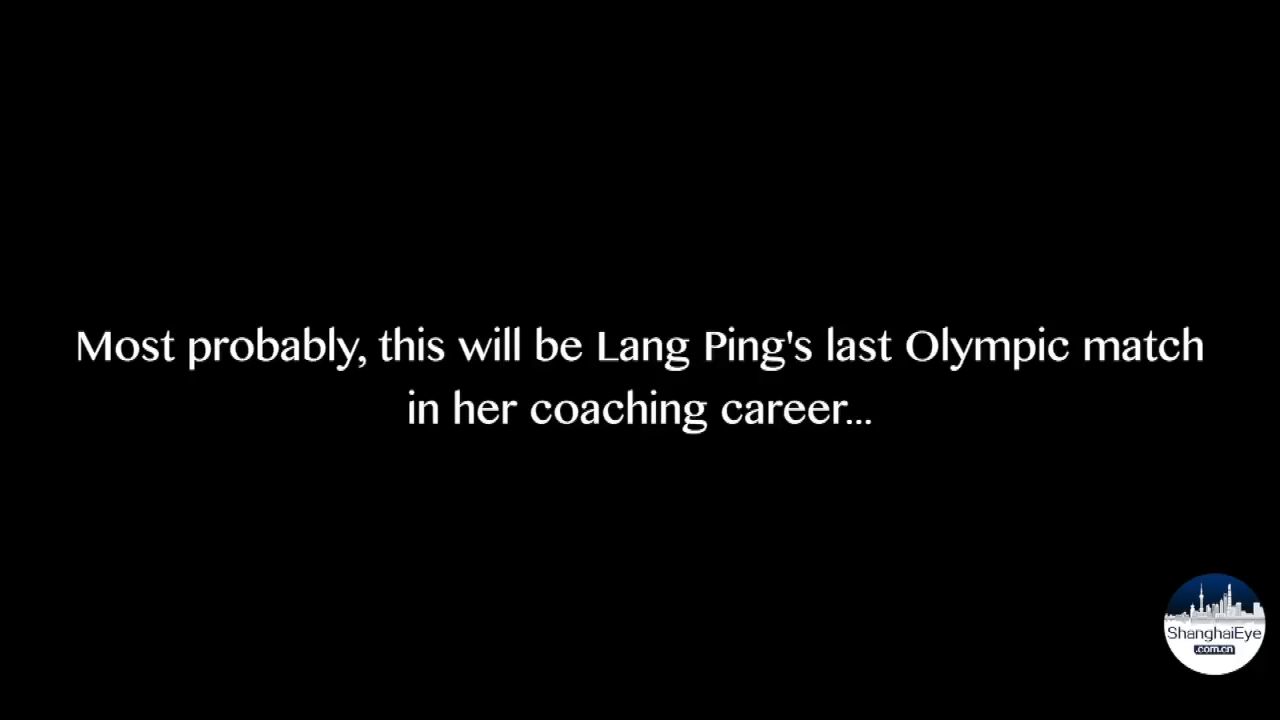 Most probably, this will be Lang Ping's last Olympic match
in her coaching career...
ShanghaiEye
.com.cn